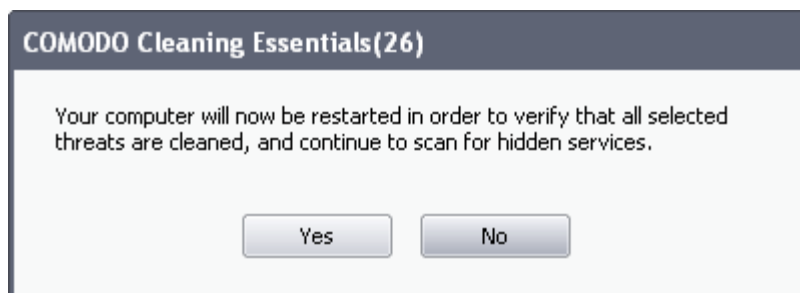 COMODO Cleaning Essentials(26)
Your computer will now be restarted in order to verify that all selected
threats are cleaned, and continue to scan for hidden services.
Yes
No